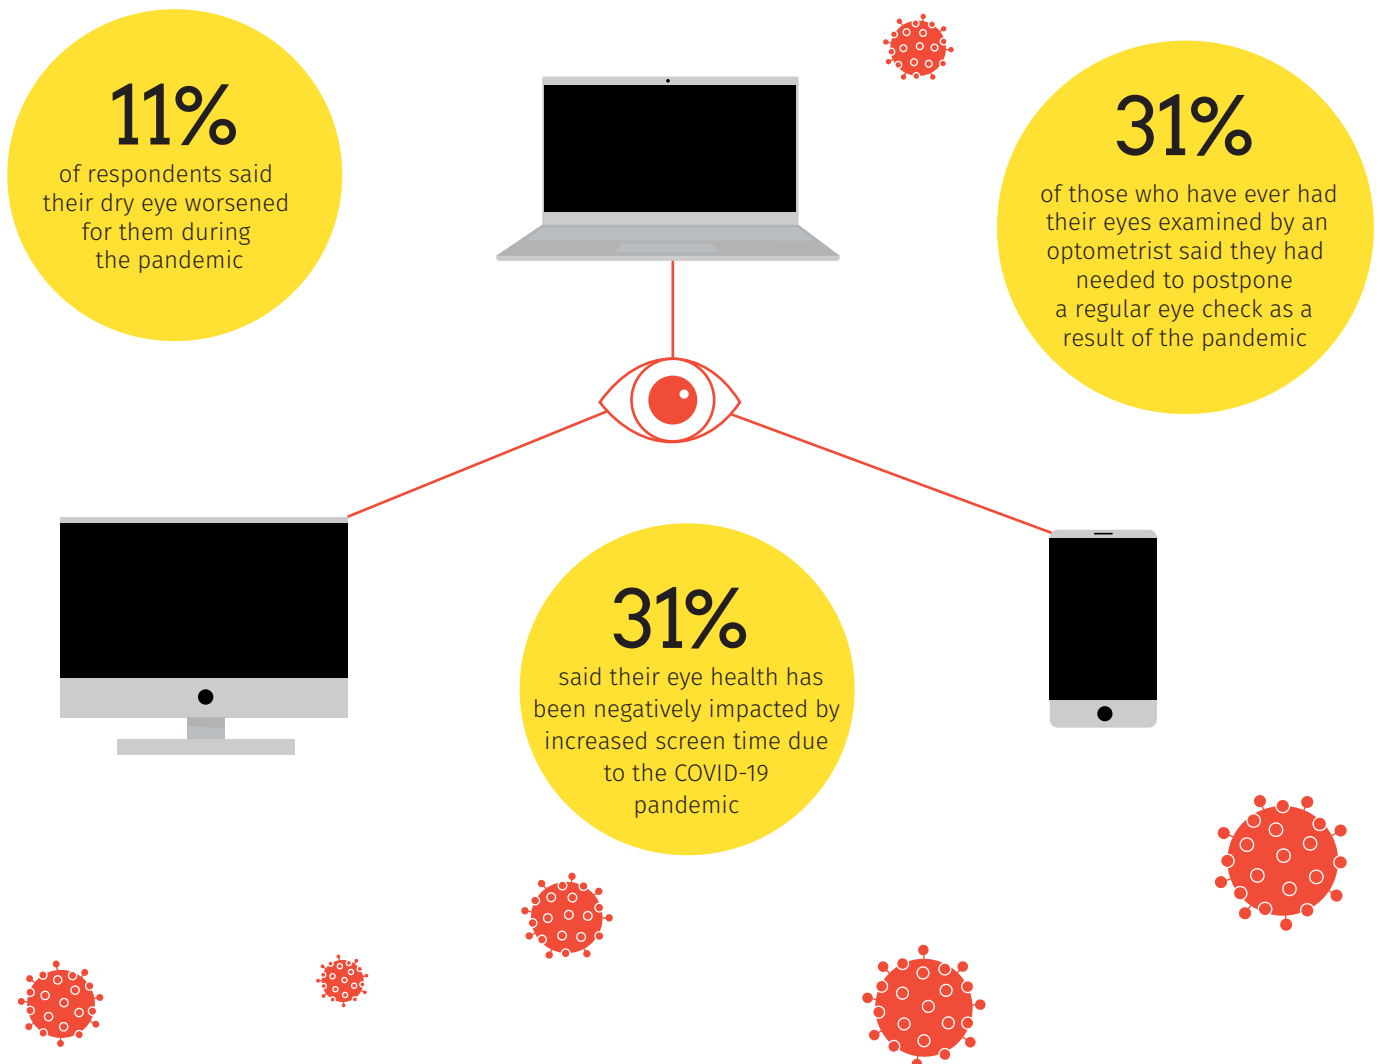 11%
of respondents said
their dry eye worsened
for them during
the pandemic
31%
of those who have ever had
their eyes examined by an
optometrist said they had
needed to postpone
a regular eye check as a
result of the pandemic
31%
said their eye health has
been negatively impacted by
increased screen time due
to the COVID-19
pandemic